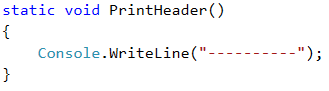 static void PrintHeader()
{
    Console.WriteLine("----------");
}